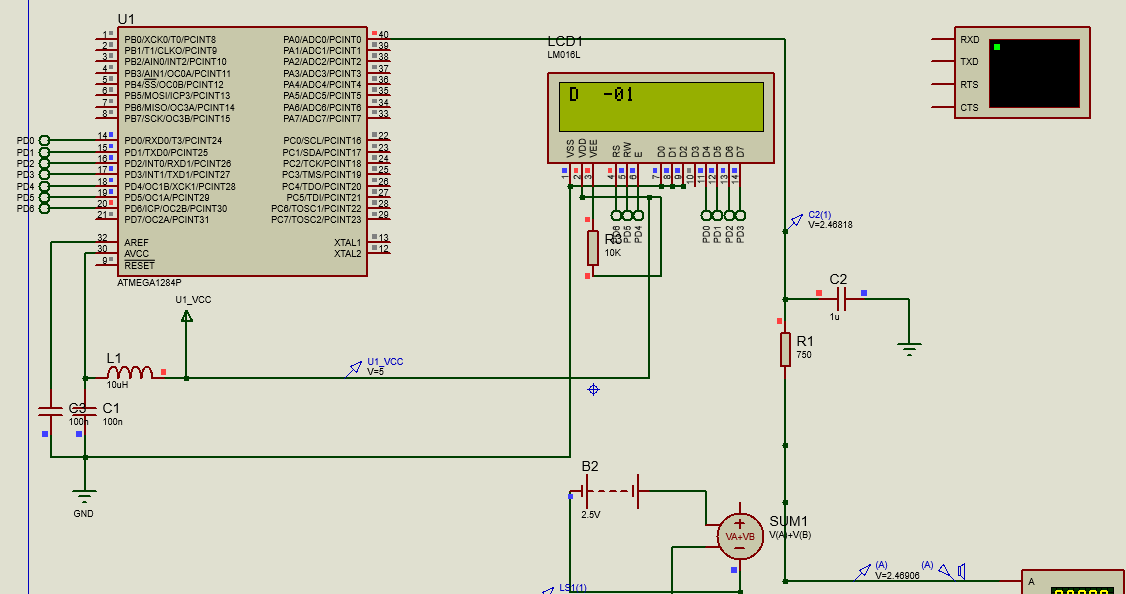 U1
1 PB0/XCK0/T0/PCINT8 PA0/ADC0/PCINT0 40
2 PB1/T1/CLKO/PCINT9 PA1/ADC1/PCINT1 39
3 PB2/AIN0/INT2/PCINT10 PA2/ADC2/PCINT2 38
4 PB3/AIN1/OC0A/PCINT11 PA3/ADC3/PCINT3 37
5 PB4/SS/OC0B/PCINT12 PA4/ADC4/PCINT4 36
6 PB5/MOSI/ICP3/PCINT13 PA5/ADC5/PCINT5 35
7 PB6/MISO/OC3A/PCINT14 PA6/ADC6/PCINT6 34
8 PB7/SCK/OC3B/PCINT15 PA7/ADC7/PCINT7 33
PD0 14 PD0/RXD0/T3/PCINT24 PC0/SCL/PCINT16 22
PD1 15 PD1/TXD0/PCINT25 PC1/SDA/PCINT17 23
PD2 16 PD2/INT0/RXD1/PCINT26 PC2/TCK/PCINT18 24
PD3 17 PD3/INT1/TXD1/PCINT27 PC3/TMS/PCINT19 25
PD4 18 PD4/OC1B/XCK1/PCINT28 PC4/TDO/PCINT20 26
PD5 19 PD5/OC1A/PCINT29 PC5/TDI/PCINT21 27
PD6 20 PD6/ICP/OC2B/PCINT30 PC6/TOSC1/PCINT22 28
21 PD7/OC2A/PCINT31 PC7/TOSC2/PCINT23 29
32 AREF XTAL1 13
30 AVCC XTAL2 12
9 RESET
ATMEGA1284P
LCD1
LM016L
D -01
VSS VDD VEE RS RW E D0 D1 D2 D3 D4 D5 D6 D7
1 2 3 4 5 6 7 8 9 10 11 12 13 14
PD5 PD4 PD0 PD1 PD2 PD3
10K
RXD
TXD
RTS
CTS
C2(1)
V=2.46818
C2
1u
R1
750
U1_VCC
L1
10uH
U1_VCC
V=5
C3 C1
100n 100n
GND
B2
2.5V
SUM1
V(A)+V(B)
VA+VB
(A) (A)
V=2.46906
A
LS1(1)